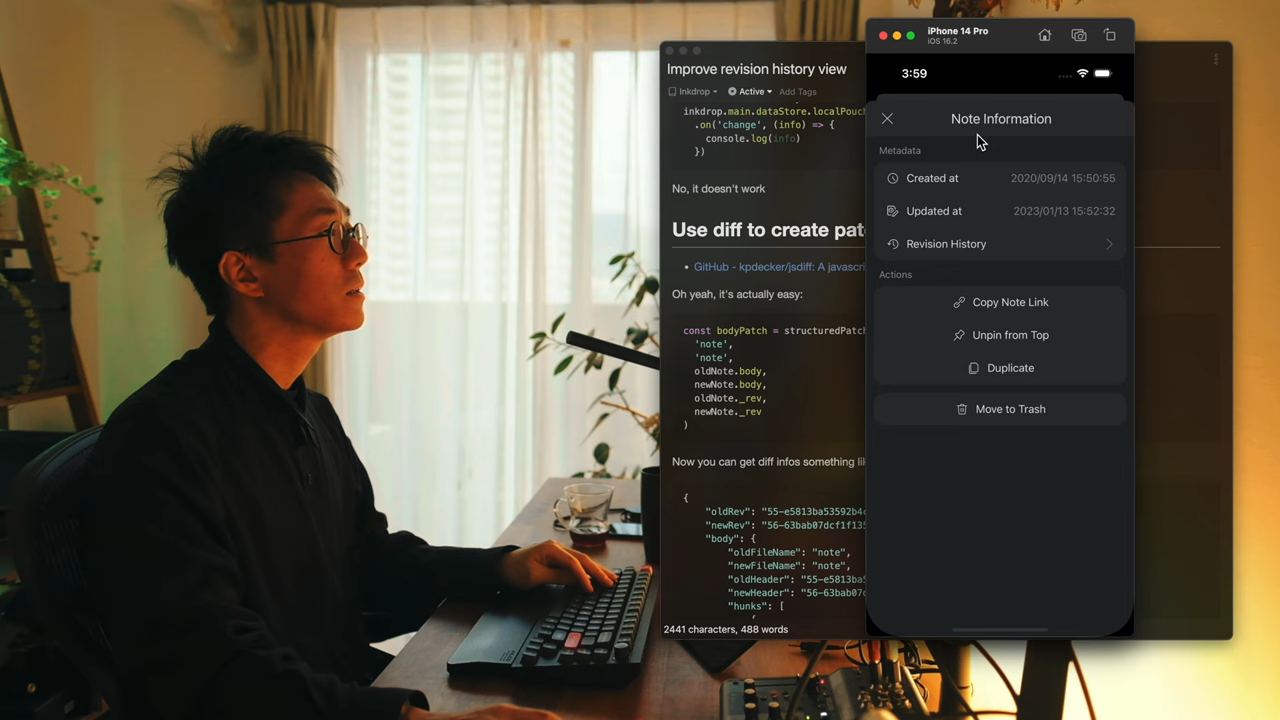 Improve revision history view
Inkdrop
Active
Add Tags
inkdrop.main.dataStore.localPouch
.on('change', (info) => {
console.log(info)
})
No, it doesn't work
Use diff to create pat
GitHub - kpdecker/jsdiff: A javascri
Oh yeah, it's actually easy:
const bodyPatch = structuredPatch
'note',
'note',
oldNote.body,
newNote.body,
oldNote._rev,
newNote._rev
)
Now you can get diff infos something li
{
"oldRev": "55-e5813ba53592b4c
"newRev": "56-63bab07dcf1f135
"body": {
"oldFileName": "note",
"newFileName": "note",
"oldHeader": "55-e5813ba5
"newHeader": "56-63bab07d
"hunks": [
{
2441 characters, 488 words
iPhone 14 Pro
iOS 16.2
3:59
Note Information
Metadata
Created at 2020/09/14 15:50:55
Updated at 2023/01/13 15:52:32
Revision History
Actions
Copy Note Link
Unpin from Top
Duplicate
Move to Trash